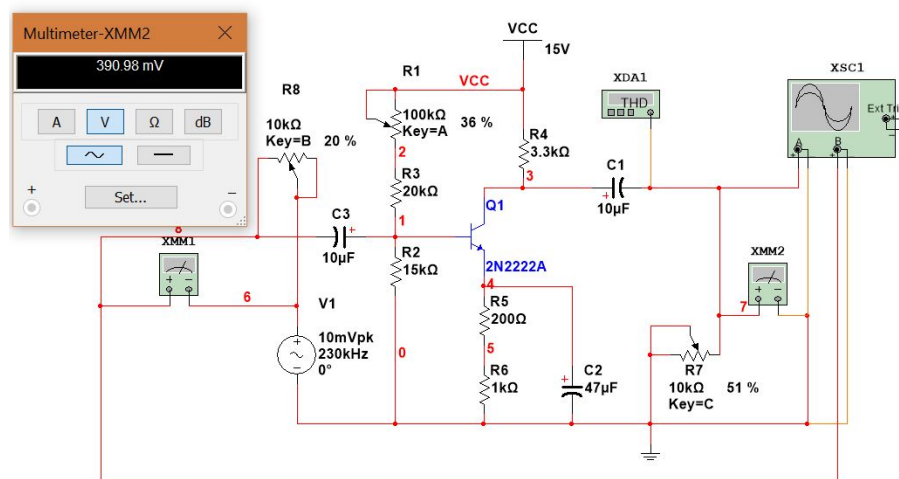 Multimeter-XMM2
390.98 mV
A V Ω dB
+ Set... −
VCC
15V
VCC
XDA1
THD
XSC1
Ext Tri
A B
R8
10kΩ
Key=B 20 %
R1
100kΩ
Key=A 36 %
2
R3
20kΩ
1
R4
3.3kΩ
3
C1
10µF
Q1
2N2222A
4
C3
10µF
R2
15kΩ
0
8
XMM1
6
V1
10mVpk
230kHz
0°
R5
200Ω
5
R6
1kΩ
C2
47µF
XMM2
7
R7
10kΩ
Key=C 51 %